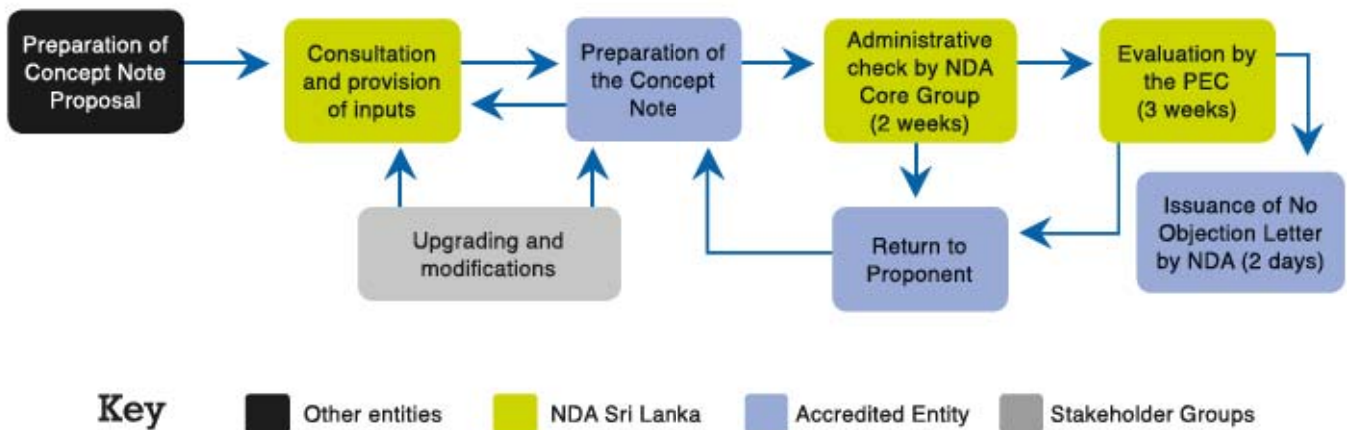 Preparation of
Concept Note
Proposal
Consultation
and provision
of inputs
Preparation of
the Concept
Note
Administrative
check by NDA
Core Group
(2 weeks)
Evaluation by
the PEC
(3 weeks)
Upgrading and
modifications
Return to
Proponent
Issuance of No
Objection Letter
by NDA (2 days)
Key
Other entities
NDA Sri Lanka
Accredited Entity
Stakeholder Groups